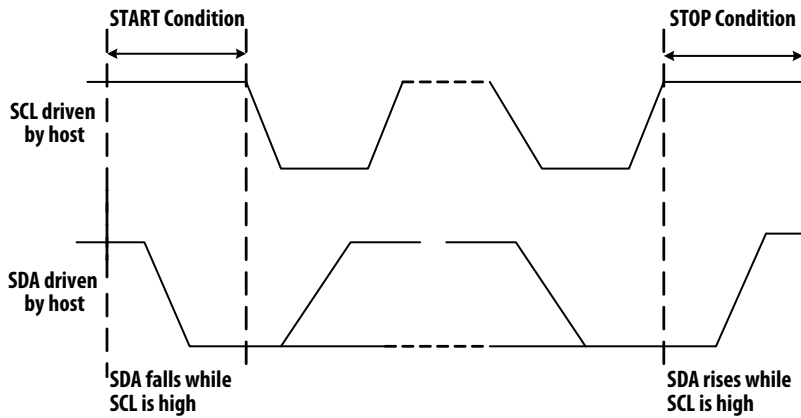 START Condition
STOP Condition
SCL driven
by host
SDA driven
by host
SDA falls while
SCL is high
SDA rises while
SCL is high